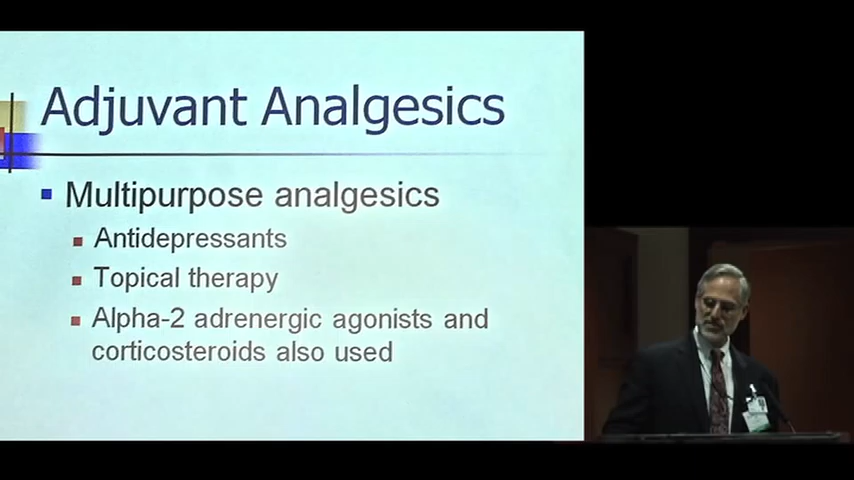 Adjuvant Analgesics
Multipurpose analgesics
Antidepressants
Topical therapy
Alpha-2 adrenergic agonists and
corticosteroids also used